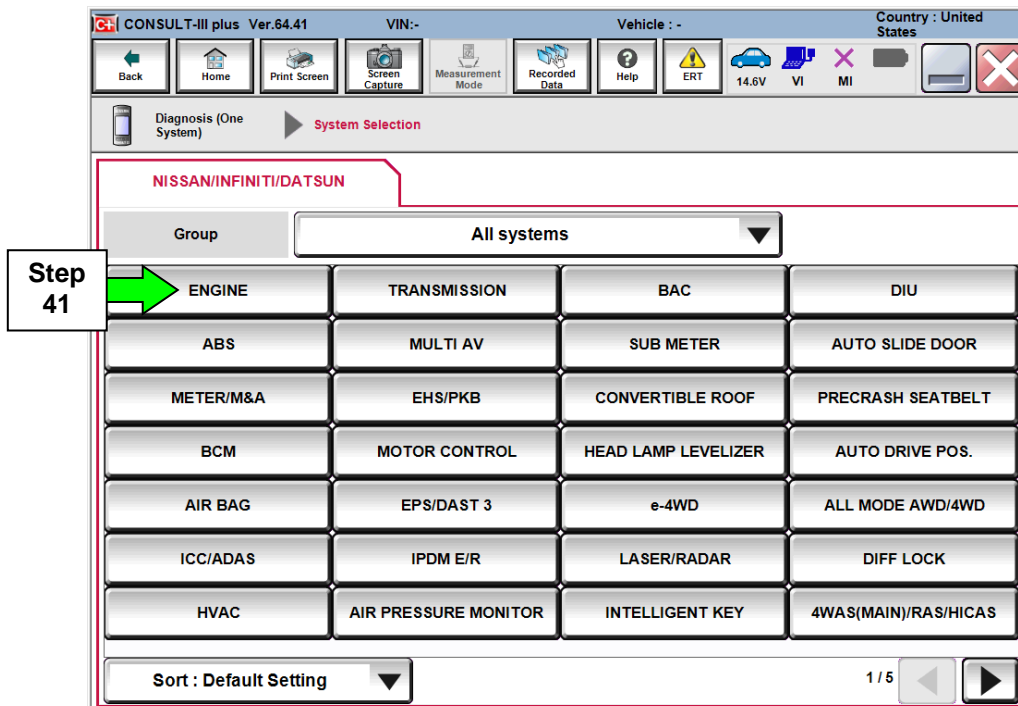 C+ CONSULT-III plus Ver.64.41 VIN:- Vehicle : - Country : United States
Back Home Print Screen Screen Capture Measurement Mode Recorded Data Help ERT 14.6V VI MI
Diagnosis (One System) System Selection
NISSAN/INFINITI/DATSUN
Group All systems
Step 41
ENGINE TRANSMISSION BAC DIU
ABS MULTI AV SUB METER AUTO SLIDE DOOR
METER/M&A EHS/PKB CONVERTIBLE ROOF PRECRASH SEATBELT
BCM MOTOR CONTROL HEAD LAMP LEVELIZER AUTO DRIVE POS.
AIR BAG EPS/DAST 3 e-4WD ALL MODE AWD/4WD
ICC/ADAS IPDM E/R LASER/RADAR DIFF LOCK
HVAC AIR PRESSURE MONITOR INTELLIGENT KEY 4WAS(MAIN)/RAS/HICAS
Sort : Default Setting 1 / 5